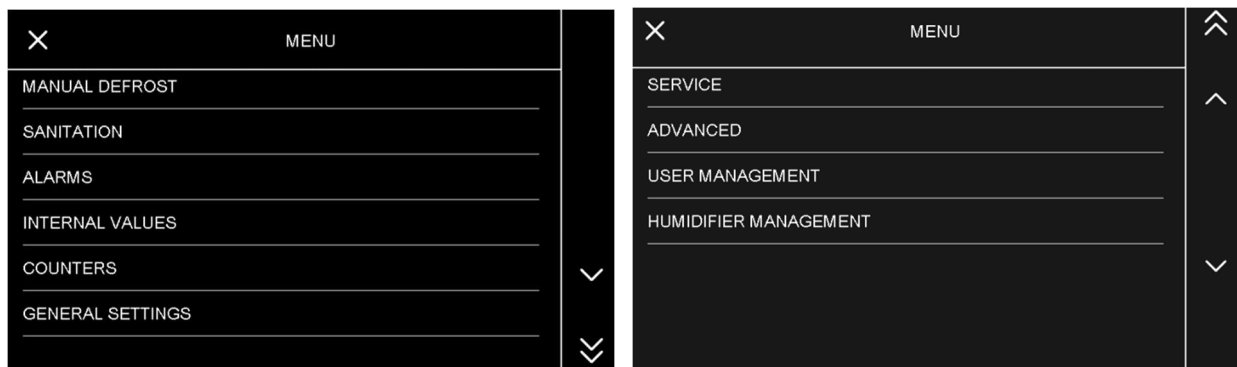 MENU
MANUAL DEFROST
SANITATION
ALARMS
INTERNAL VALUES
COUNTERS
GENERAL SETTINGS
MENU
SERVICE
ADVANCED
USER MANAGEMENT
HUMIDIFIER MANAGEMENT